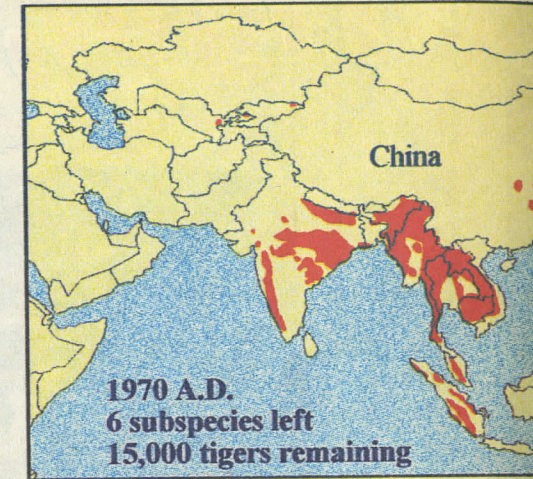 China
1970 A.D.
6 subspecies left
15,000 tigers remaining